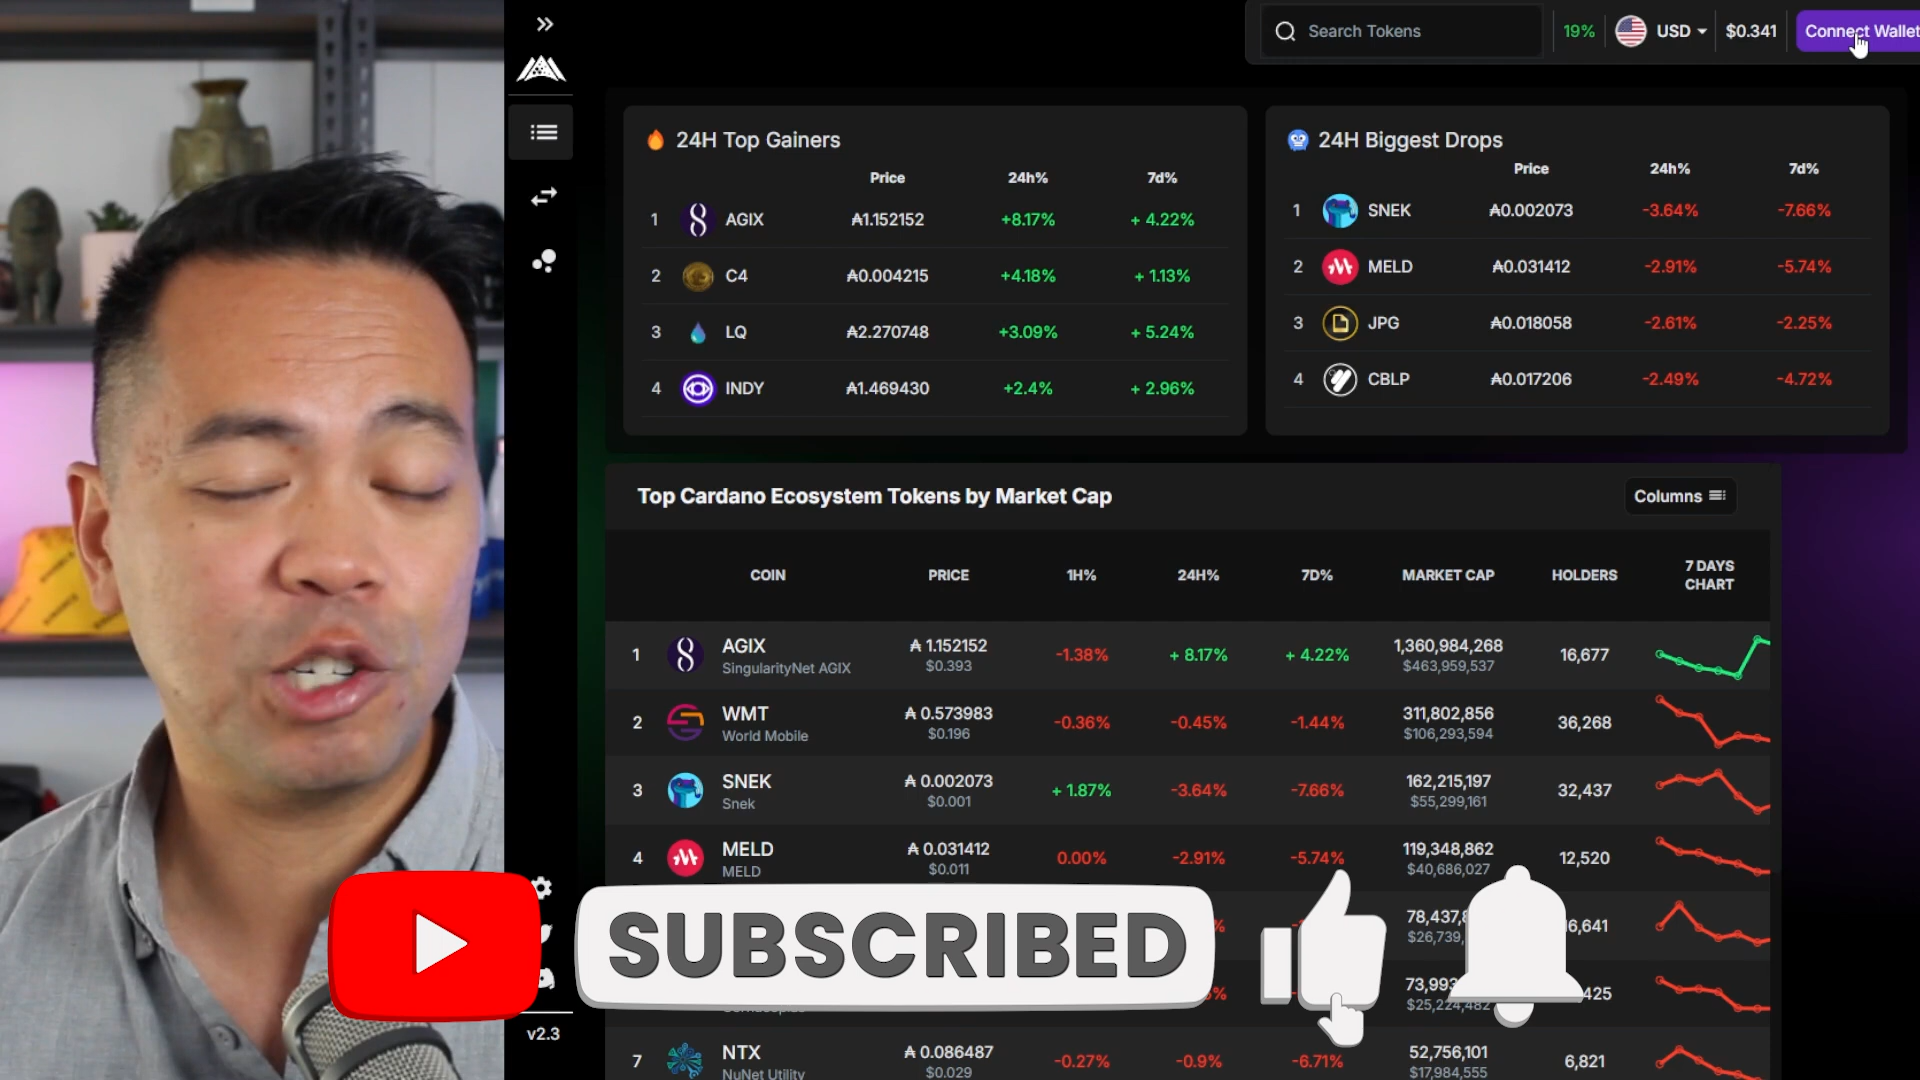 Search Tokens
19%
USD
$0.341
Connect Wallet
24H Top Gainers
Price 24h% 7d%
1 AGIX ₳1.152152 +8.17% + 4.22%
2 C4 ₳0.004215 +4.18% + 1.13%
3 LQ ₳2.270748 +3.09% + 5.24%
4 INDY ₳1.469430 +2.4% + 2.96%
24H Biggest Drops
Price 24h% 7d%
1 SNEK ₳0.002073 -3.64% -7.66%
2 MELD ₳0.031412 -2.91% -5.74%
3 JPG ₳0.018058 -2.61% -2.25%
4 CBLP ₳0.017206 -2.49% -4.72%
Top Cardano Ecosystem Tokens by Market Cap
Columns
COIN PRICE 1H% 24H% 7D% MARKET CAP HOLDERS 7 DAYS
CHART
1 AGIX ₳ 1.152152 -1.38% + 8.17% + 4.22% 1,360,984,268 16,677
SingularityNet AGIX $0.393 $463,959,537
2 WMT ₳ 0.573983 -0.36% -0.45% -1.44% 311,802,856 36,268
World Mobile $0.196 $106,293,594
3 SNEK ₳ 0.002073 + 1.87% -3.64% -7.66% 162,215,197 32,437
Snek $0.001 $55,299,161
4 MELD ₳ 0.031412 0.00% -2.91% -5.74% 119,348,862 12,520
MELD $0.011 $40,686,027
SUBSCRIBED
v2.3
7 NTX ₳ 0.086487 -0.27% -0.9% -6.71% 52,756,101 6,821
NuNet Utility $0.029 $17,984,555